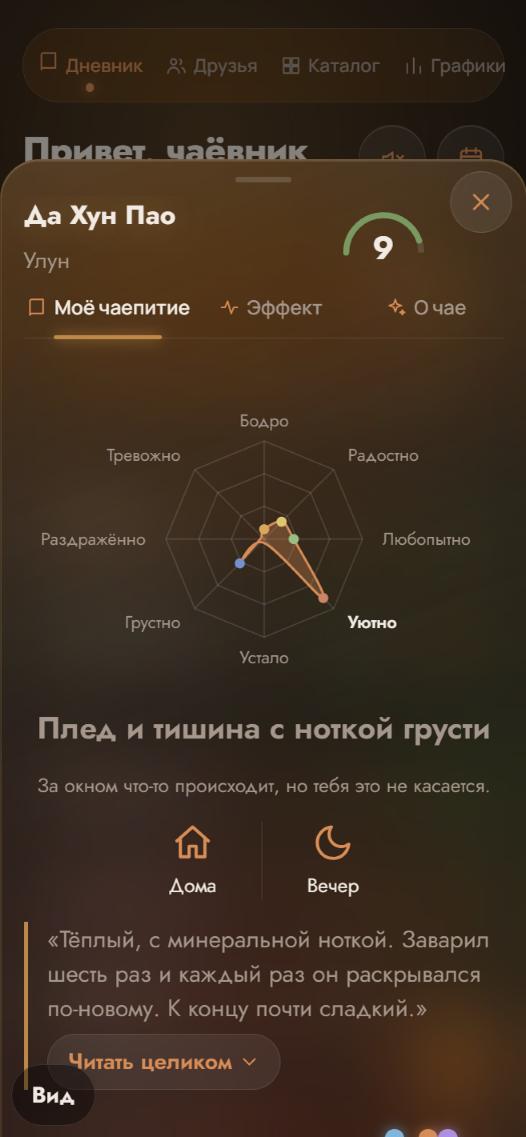 Дневник Друзья Каталог Графики
Привет, чаёвник
Да Хун Пао
9
Улун
Моё чаепитие Эффект О чае
Бодро
Тревожно Радостно
Раздражённо Любопытно
Грустно Уютно
Устало
Плед и тишина с ноткой грусти
За окном что-то происходит, но тебя это не касается.
Дома Вечер
«Тёплый, с минеральной ноткой. Заварил
шесть раз и каждый раз он раскрывался
по-новому. К концу почти сладкий.»
Читать целиком
Вид